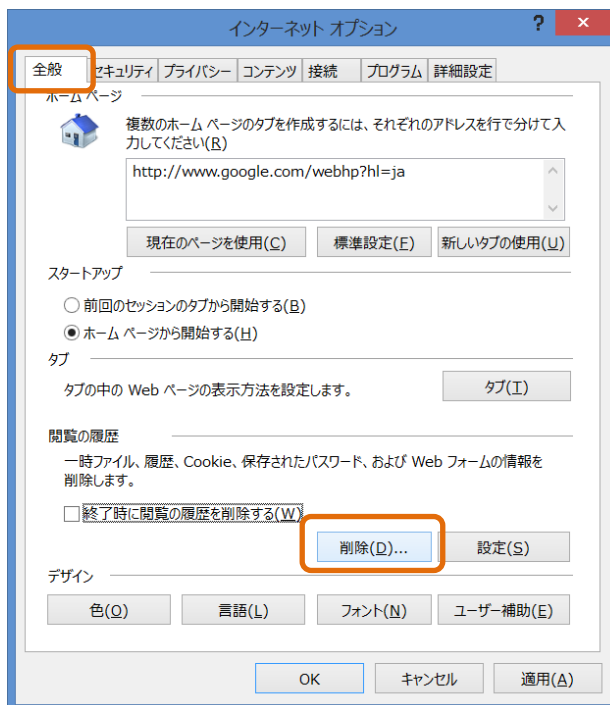 インターネット オプション ?
全般 セキュリティ プライバシー コンテンツ 接続 プログラム 詳細設定
ホーム ページ
複数のホーム ページのタブを作成するには、それぞれのアドレスを行で分けて入
力してください(R)
http://www.google.com/webhp?hl=ja
現在のページを使用(C) 標準設定(F) 新しいタブの使用(U)
スタートアップ
前回のセッションのタブから開始する(B)
ホーム ページから開始する(H)
タブ
タブの中の Web ページの表示方法を設定します。 タブ(T)
閲覧の履歴
一時ファイル、履歴、Cookie、保存されたパスワード、および Web フォームの情報を
削除します。
終了時に閲覧の履歴を削除する(W)
削除(D)... 設定(S)
デザイン
色(O) 言語(L) フォント(N) ユーザー補助(E)
OK キャンセル 適用(A)